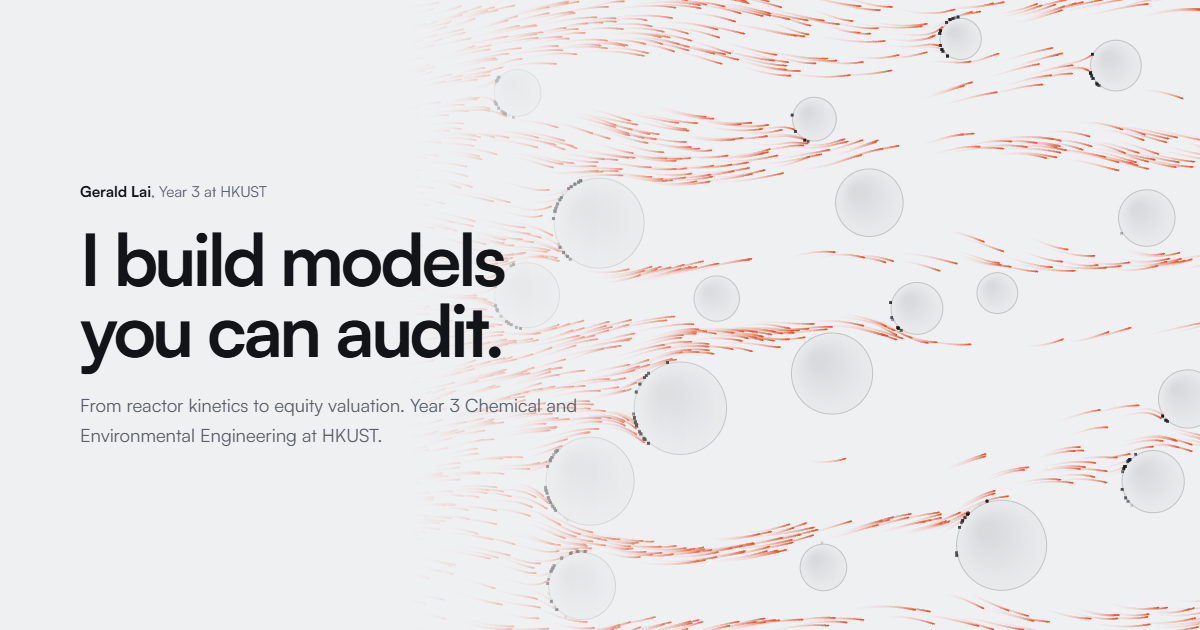 Gerald Lai, Year 3 at HKUST
I build models
you can audit.
From reactor kinetics to equity valuation. Year 3 Chemical and
Environmental Engineering at HKUST.